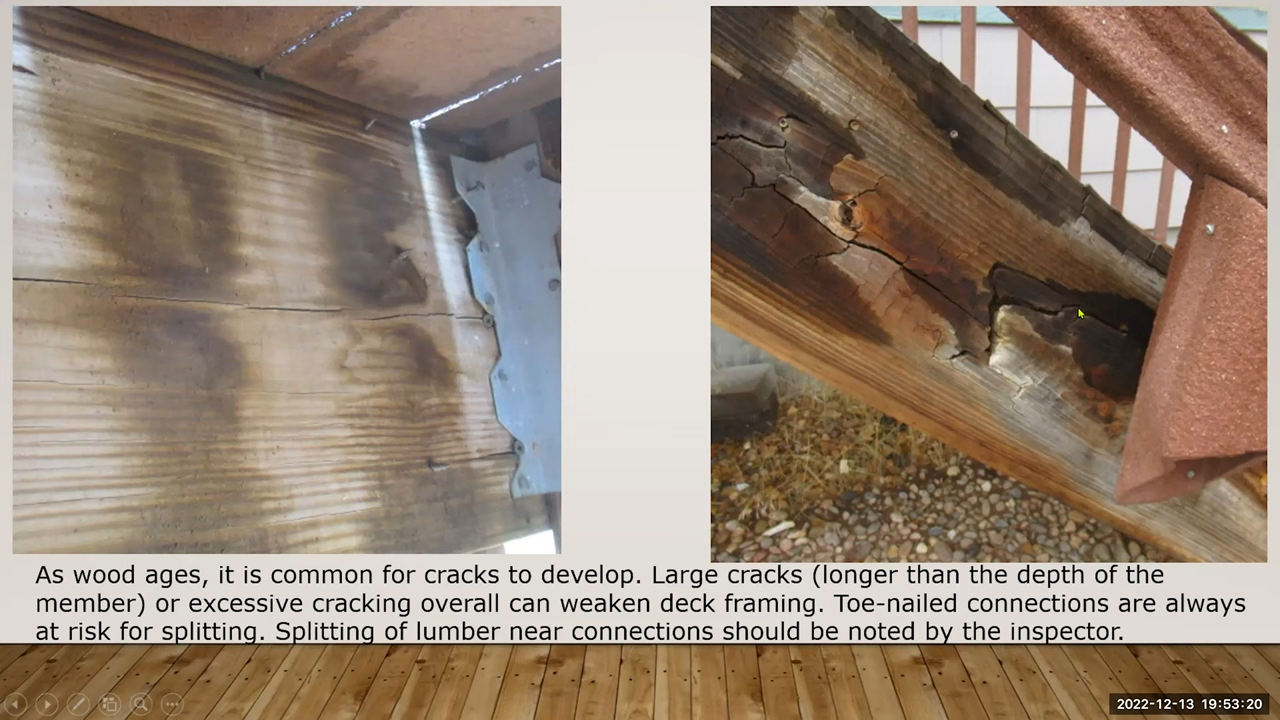 As wood ages, it is common for cracks to develop. Large cracks (longer than the depth of the
member) or excessive cracking overall can weaken deck framing. Toe-nailed connections are always
at risk for splitting. Splitting of lumber near connections should be noted by the inspector.
2022-12-13 19:53:20